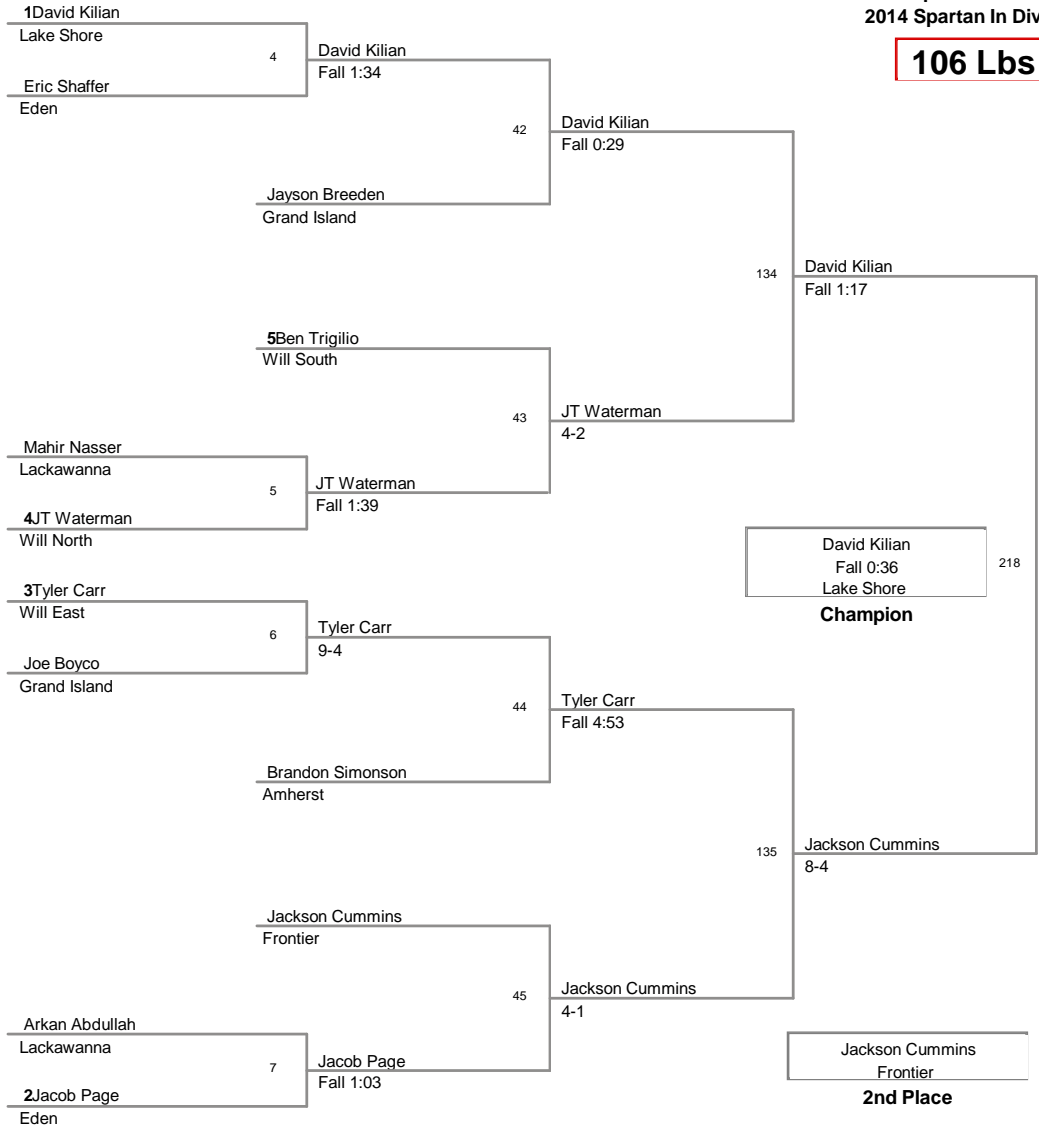 2014 Spartan In Div
106 Lbs
1David Kilian
Lake Shore
4
David Kilian
Fall 1:34
Eric Shaffer
Eden
42
David Kilian
Fall 0:29
Jayson Breeden
Grand Island
134
David Kilian
Fall 1:17
5Ben Trigilio
Will South
43
JT Waterman
4-2
Mahir Nasser
Lackawanna
5
JT Waterman
Fall 1:39
4JT Waterman
Will North
David Kilian
Fall 0:36
Lake Shore
218
Champion
3Tyler Carr
Will East
6
Tyler Carr
9-4
Joe Boyco
Grand Island
44
Tyler Carr
Fall 4:53
Brandon Simonson
Amherst
135
Jackson Cummins
8-4
Jackson Cummins
Frontier
45
Jackson Cummins
4-1
Arkan Abdullah
Lackawanna
7
Jacob Page
Fall 1:03
2Jacob Page
Eden
Jackson Cummins
Frontier
2nd Place